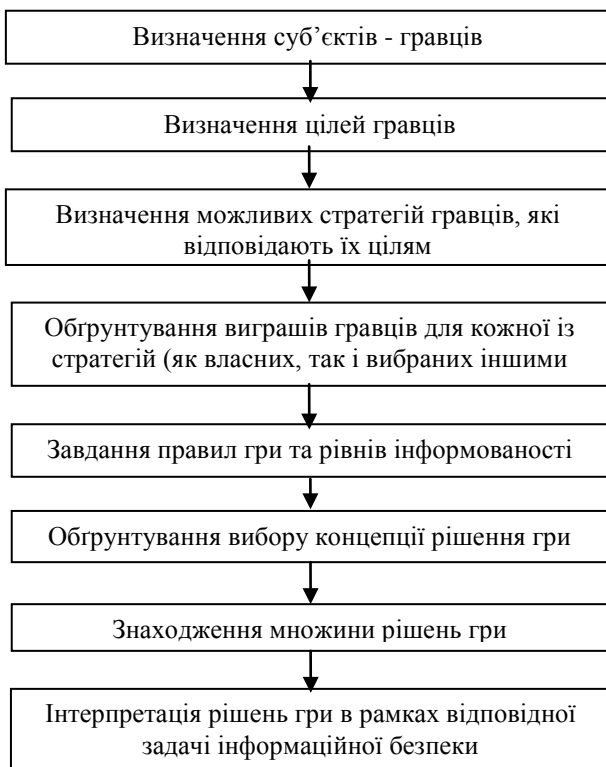 Визначення суб’єктів - гравців
Визначення цілей гравців
Визначення можливих стратегій гравців, які
відповідають їх цілям
Обґрунтування виграшів гравців для кожної із
стратегій (як власних, так і вибраних іншими
Завдання правил гри та рівнів інформованості
Обґрунтування вибору концепції рішення гри
Знаходження множини рішень гри
Інтерпретація рішень гри в рамках відповідної
задачі інформаційної безпеки